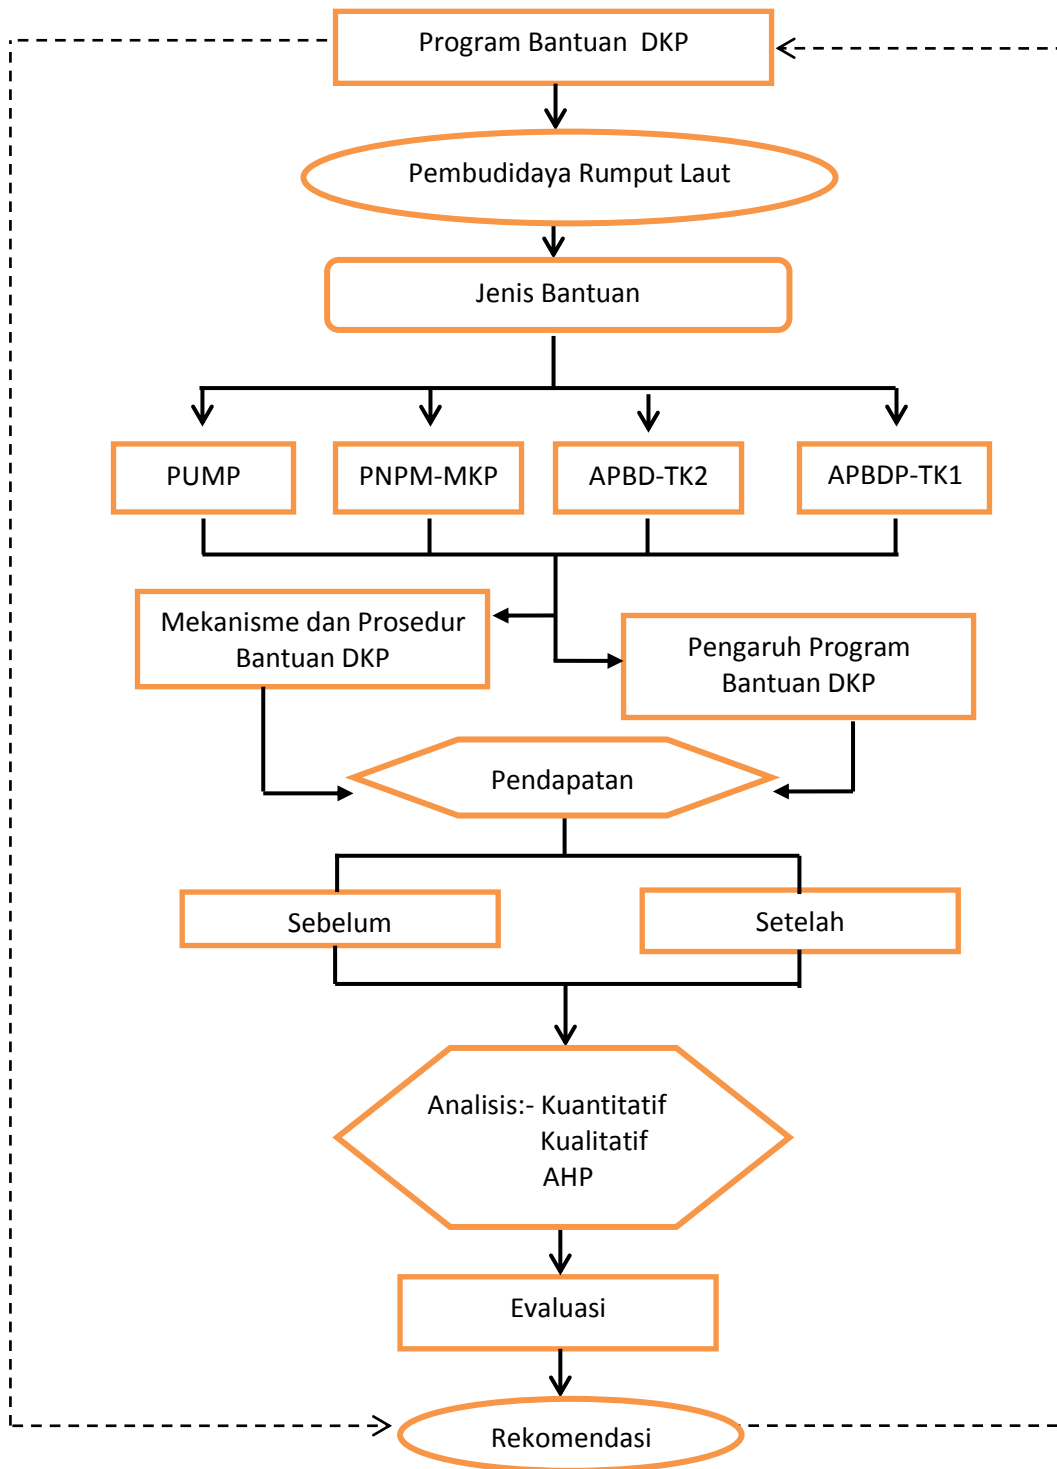 Program Bantuan DKP
Pembudidaya Rumput Laut
Jenis Bantuan
PUMP
PNPM-MKP
APBD-TK2
APBDP-TK1
Mekanisme dan Prosedur
Bantuan DKP
Pengaruh Program
Bantuan DKP
Pendapatan
Sebelum
Setelah
Analisis:- Kuantitatif
Kualitatif
AHP
Evaluasi
Rekomendasi